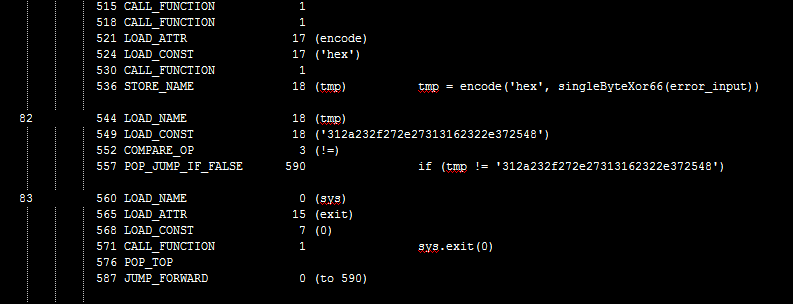 515 CALL_FUNCTION 1
518 CALL_FUNCTION 1
521 LOAD_ATTR 17 (encode)
524 LOAD_CONST 17 ('hex')
530 CALL_FUNCTION 1
536 STORE_NAME 18 (tmp) tmp = encode('hex', singleByteXor66(error_input))
82 544 LOAD_NAME 18 (tmp)
549 LOAD_CONST 18 ('312a232f272e27313162322e372548')
552 COMPARE_OP 3 (!=)
557 POP_JUMP_IF_FALSE 590 if (tmp != '312a232f272e27313162322e372548')
83 560 LOAD_NAME 0 (sys)
565 LOAD_ATTR 15 (exit)
568 LOAD_CONST 7 (0)
571 CALL_FUNCTION 1 sys.exit(0)
576 POP_TOP
587 JUMP_FORWARD 0 (to 590)